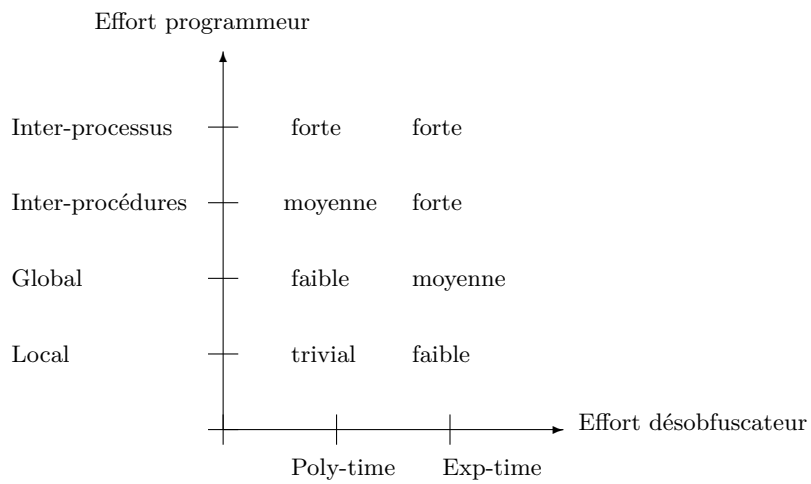 Effort programmeur
Inter-processus forte forte
Inter-procédures moyenne forte
Global faible moyenne
Local trivial faible
Effort désobfuscateur
Poly-time Exp-time